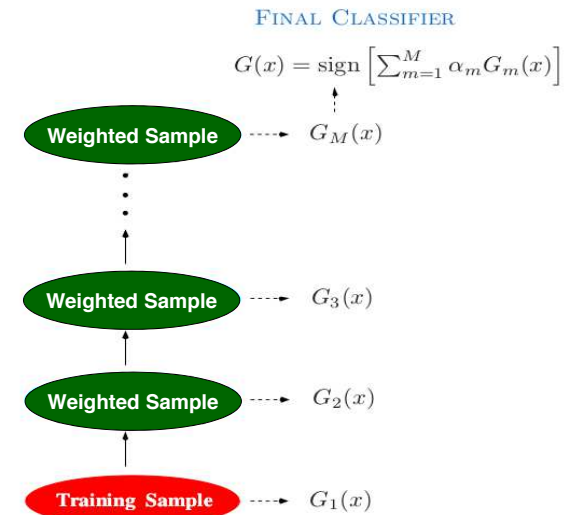 FINAL CLASSIFIER
G(x) = sign [∑_{m=1}^{M} α_m G_m(x)]
Weighted Sample G_M(x)
Weighted Sample G_3(x)
Weighted Sample G_2(x)
Training Sample G_1(x)